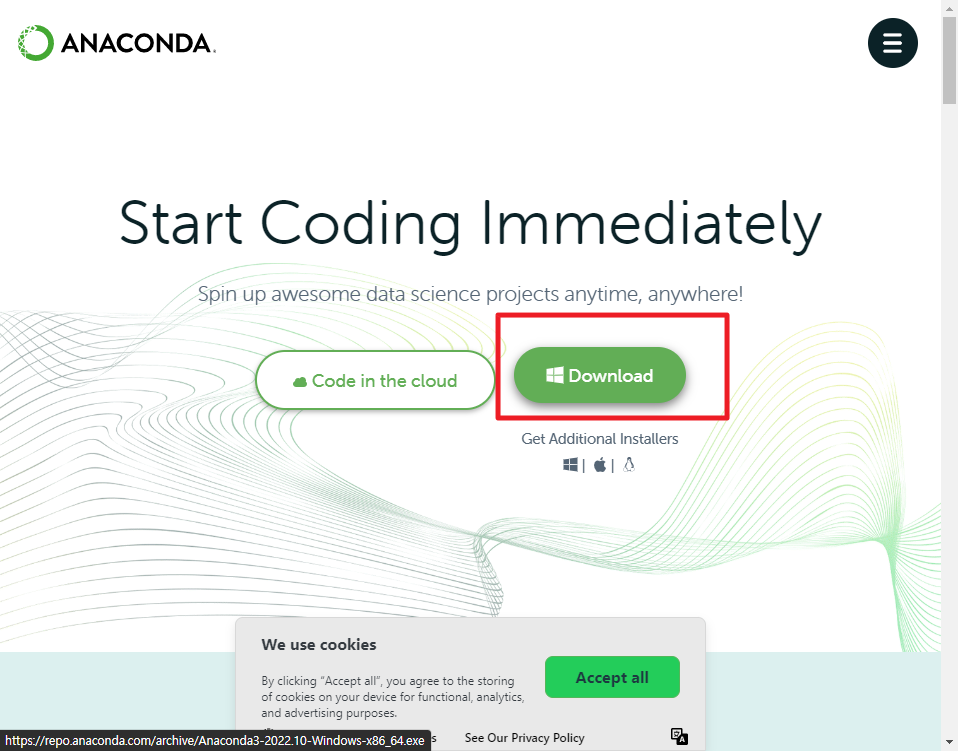 ANACONDA.
Start Coding Immediately
Spin up awesome data science projects anytime, anywhere!
Code in the cloud
Download
Get Additional Installers
| |
We use cookies
By clicking “Accept all”, you agree to the storing
of cookies on your device for functional, analytics,
and advertising purposes.
Accept all
See Our Privacy Policy
https://repo.anaconda.com/archive/Anaconda3-2022.10-Windows-x86_64.exe